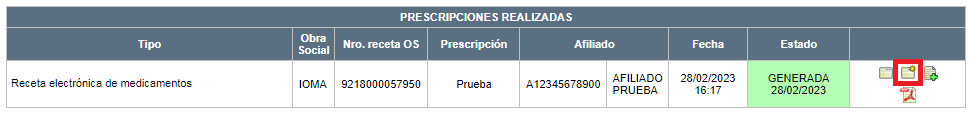 PRESCRIPCIONES REALIZADAS
Tipo Obra Social Nro. receta OS Prescripción Afiliado Fecha Estado
Receta electrónica de medicamentos IOMA 9218000057950 Prueba A12345678900 AFILIADO PRUEBA 28/02/2023 16:17 GENERADA 28/02/2023